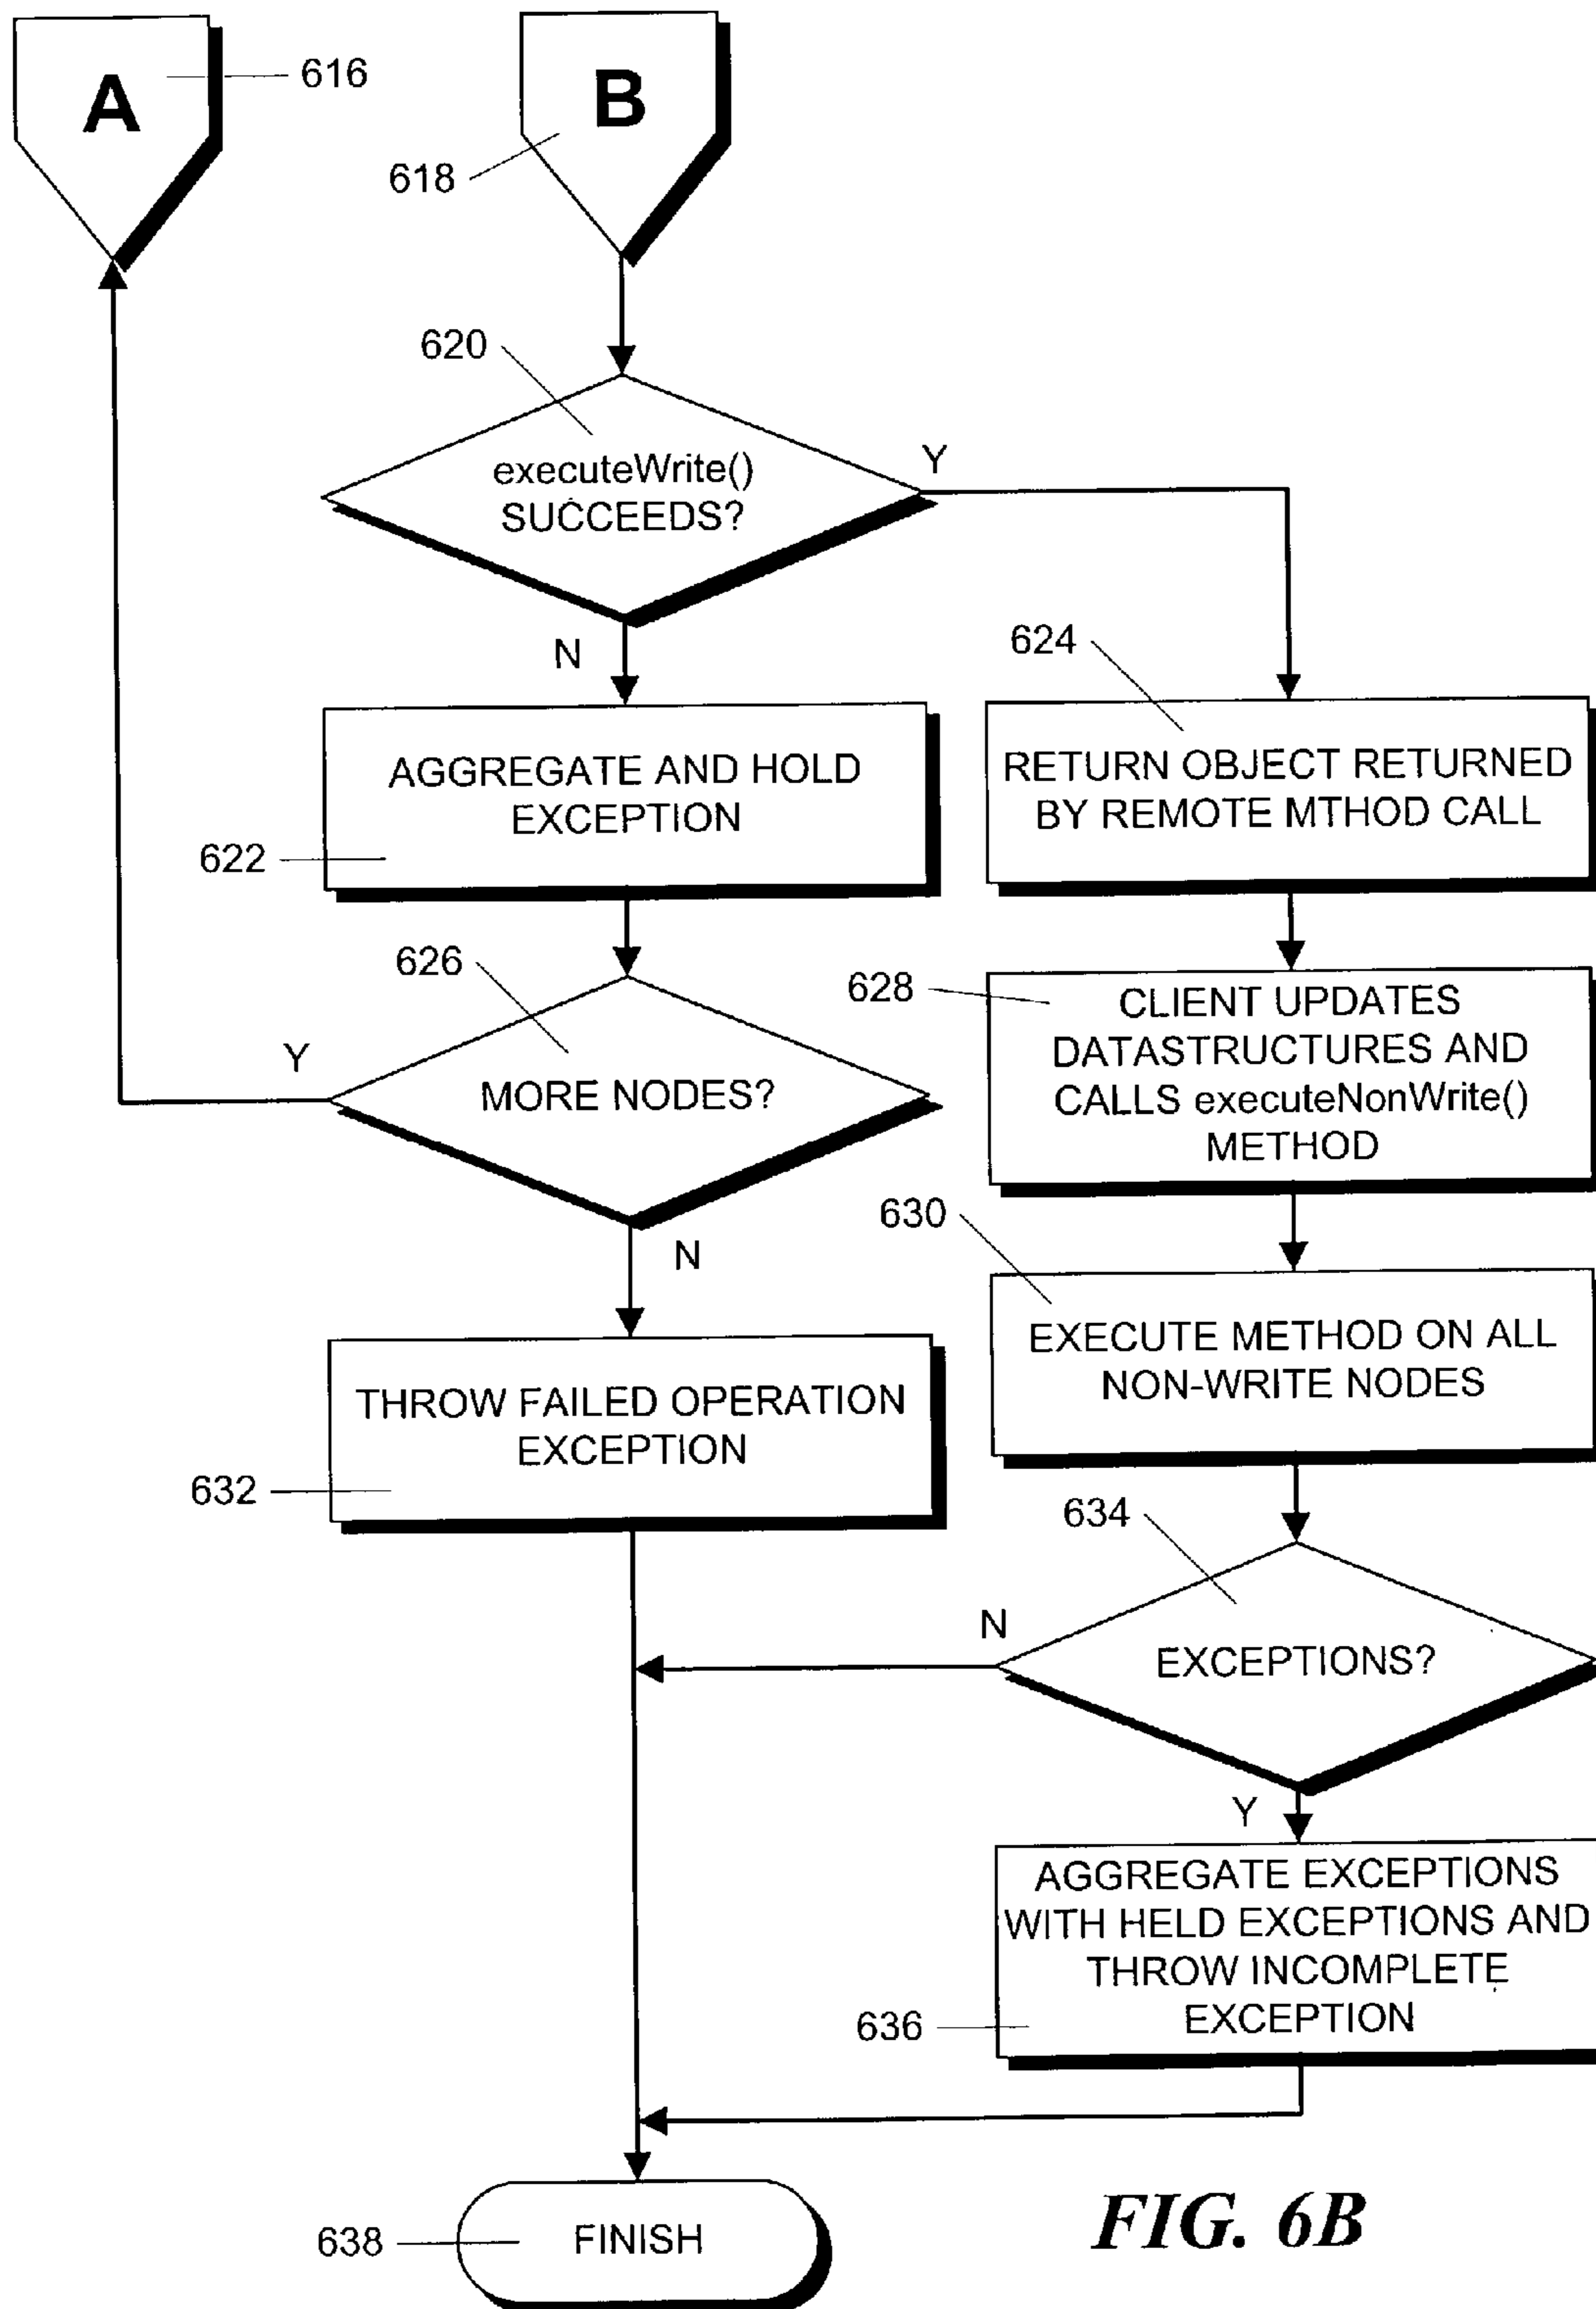 A
616
B
618
620
executeWrite()
SUCCEEDS?
Y
N
624
AGGREGATE AND HOLD
EXCEPTION
622
RETURN OBJECT RETURNED
BY REMOTE MTHOD CALL
626
MORE NODES?
Y
N
628
CLIENT UPDATES
DATASTRUCTURES AND
CALLS executeNonWrite()
METHOD
630
EXECUTE METHOD ON ALL
NON-WRITE NODES
THROW FAILED OPERATION
EXCEPTION
632
634
EXCEPTIONS?
N
Y
AGGREGATE EXCEPTIONS
WITH HELD EXCEPTIONS AND
THROW INCOMPLETE
EXCEPTION
636
FINISH
638
FIG. 6B